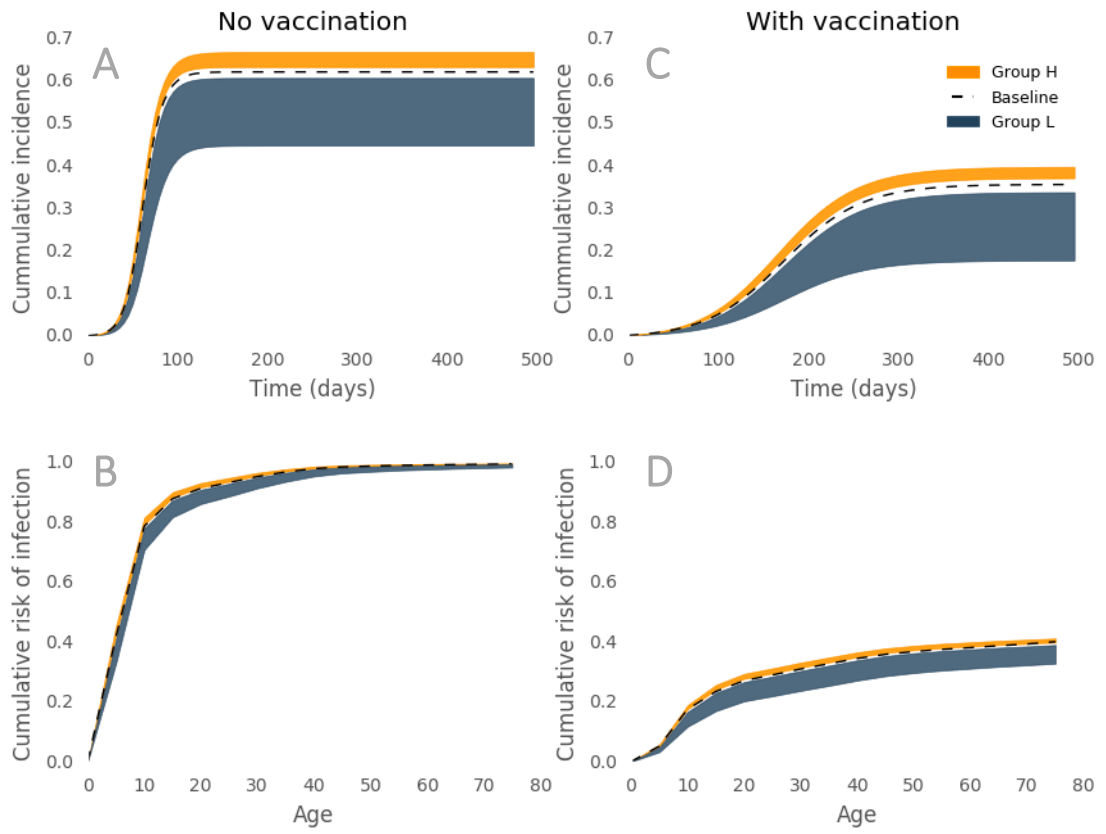 No vaccination
A
Cummulative incidence
0.7
0.6
0.5
0.4
0.3
0.2
0.1
0.0
0 100 200 300 400 500
Time (days)
With vaccination
C
Group H
Baseline
Group L
Cummulative incidence
0.7
0.6
0.5
0.4
0.3
0.2
0.1
0.0
0 100 200 300 400 500
Time (days)
B
Cumulative risk of infection
1.0
0.8
0.6
0.4
0.2
0.0
0 10 20 30 40 50 60 70 80
Age
D
Cumulative risk of infection
1.0
0.8
0.6
0.4
0.2
0.0
0 10 20 30 40 50 60 70 80
Age